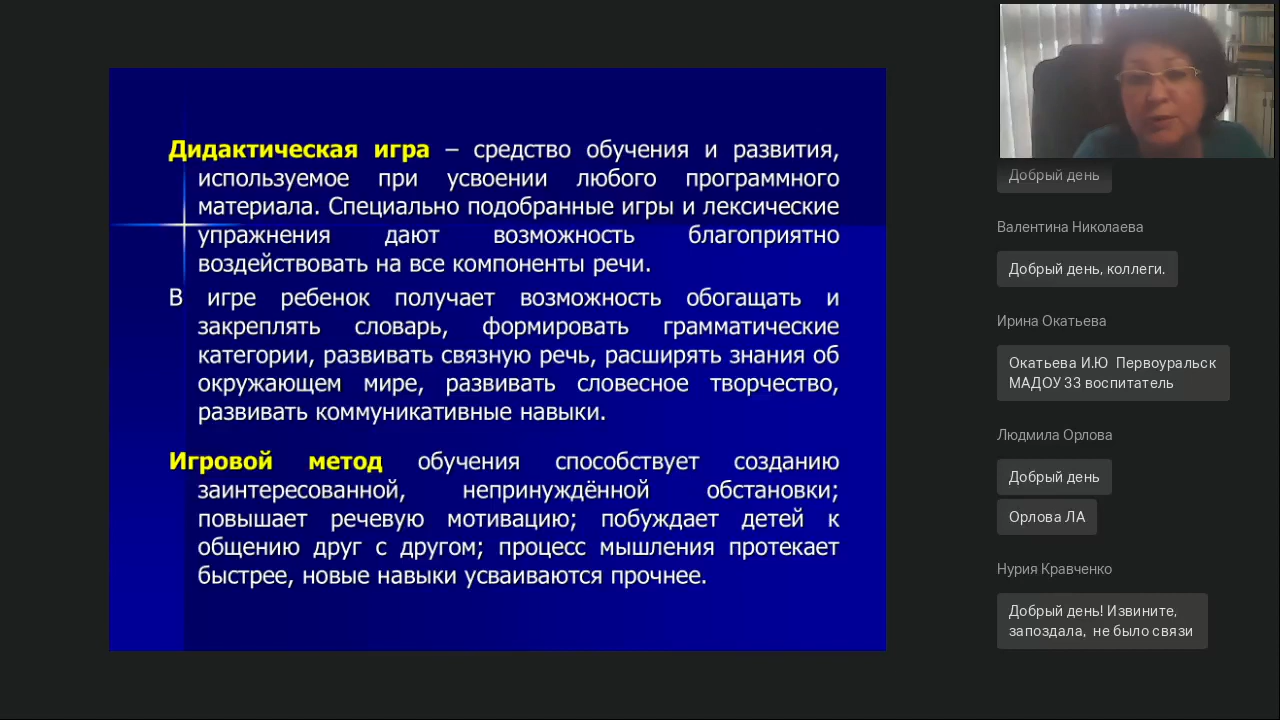 Дидактическая игра – средство обучения и развития,
используемое при усвоении любого программного
материала. Специально подобранные игры и лексические
упражнения дают возможность благоприятно
воздействовать на все компоненты речи.
В игре ребенок получает возможность обогащать и
закреплять словарь, формировать грамматические
категории, развивать связную речь, расширять знания об
окружающем мире, развивать словесное творчество,
развивать коммуникативные навыки.
Игровой метод обучения способствует созданию
заинтересованной, непринуждённой обстановки;
повышает речевую мотивацию; побуждает детей к
общению друг с другом; процесс мышления протекает
быстрее, новые навыки усваиваются прочнее.
Добрый день
Валентина Николаева
Добрый день, коллеги.
Ирина Окатьева
Окатьева И.Ю Первоуральск
МАДОУ 33 воспитатель
Людмила Орлова
Добрый день
Орлова ЛА
Нурия Кравченко
Добрый день! Извините,
запоздала, не было связи